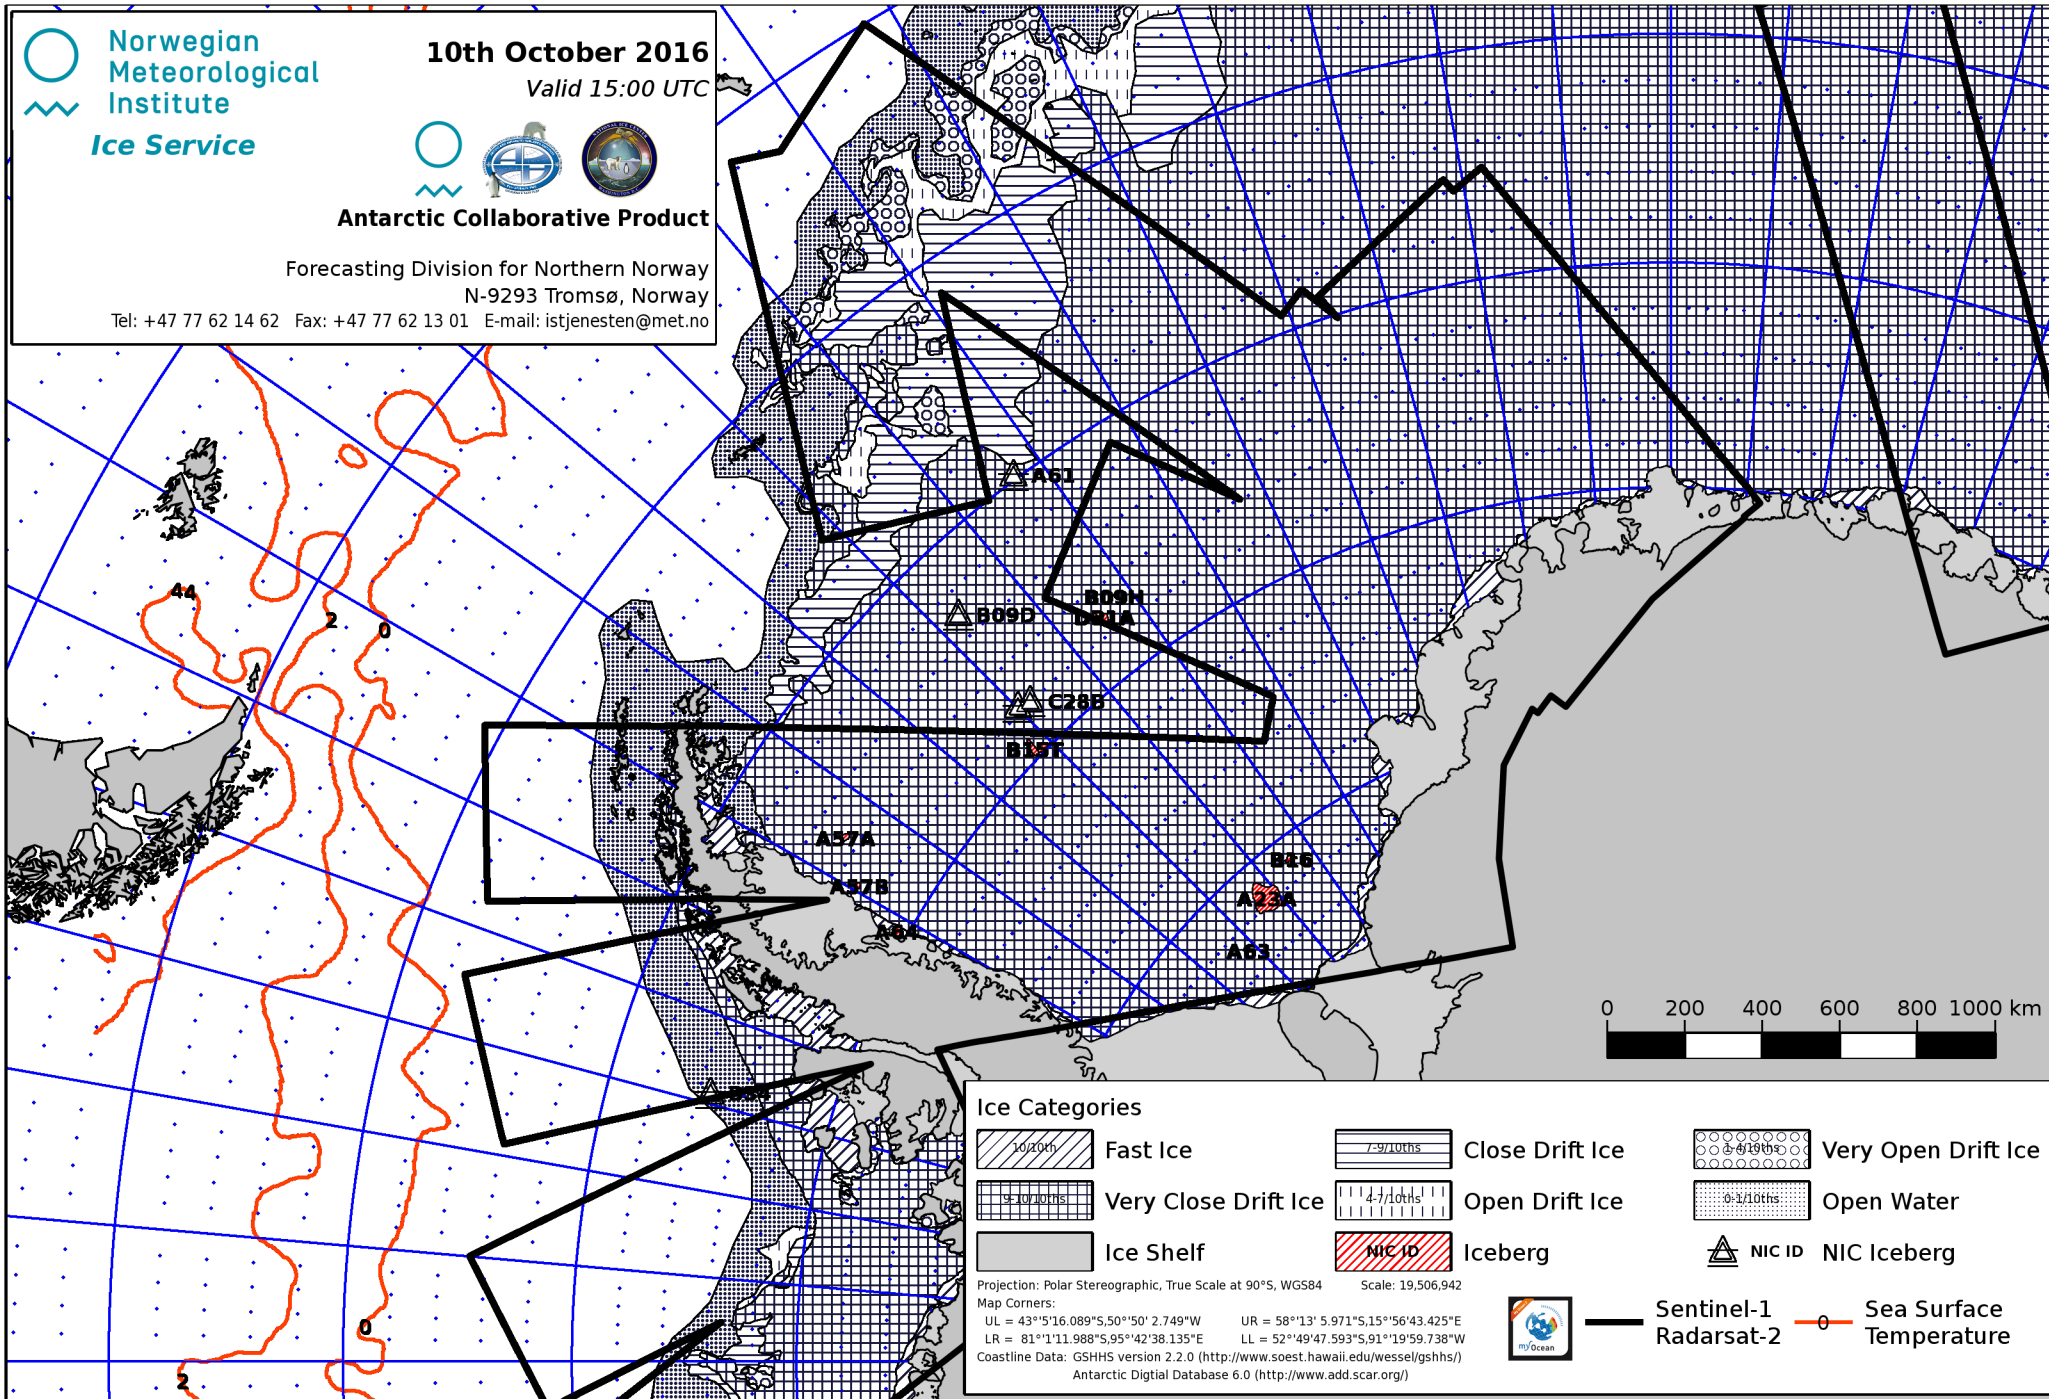 Norwegian
Meteorological
Institute
Ice Service
10th October 2016
Valid 15:00 UTC
Antarctic Collaborative Product
Forecasting Division for Northern Norway
N-9293 Tromsø, Norway
Tel: +47 77 62 14 62 Fax: +47 77 62 13 01 E-mail: istjenesten@met.no
A61
44
2
0
B09H
B09D
C28B
B15T
A57A
B16
A57B
A23A
A64
A63
0 200 400 600 800 1000 km
Ice Categories
10/10th Fast Ice
7-9/10ths Close Drift Ice
1-4/10ths Very Open Drift Ice
9-10/10ths Very Close Drift Ice
4-7/10ths Open Drift Ice
0-1/10ths Open Water
Ice Shelf
NIC ID Iceberg
NIC ID NIC Iceberg
Projection: Polar Stereographic, True Scale at 90°S, WGS84 Scale: 19,506,942
Map Corners:
UL = 43°'5'16.089"S,50°'50' 2.749"W UR = 58°'13' 5.971"S,15°'56'43.425"E
LR = 81°'1'11.988"S,95°'42'38.135"E LL = 52°'49'47.593"S,91°'19'59.738"W
Coastline Data: GSHHS version 2.2.0 (http://www.soest.hawaii.edu/wessel/gshhs/)
Antarctic Digtial Database 6.0 (http://www.add.scar.org/)
myOcean
Sentinel-1
Radarsat-2
0
Sea Surface
Temperature
0
2